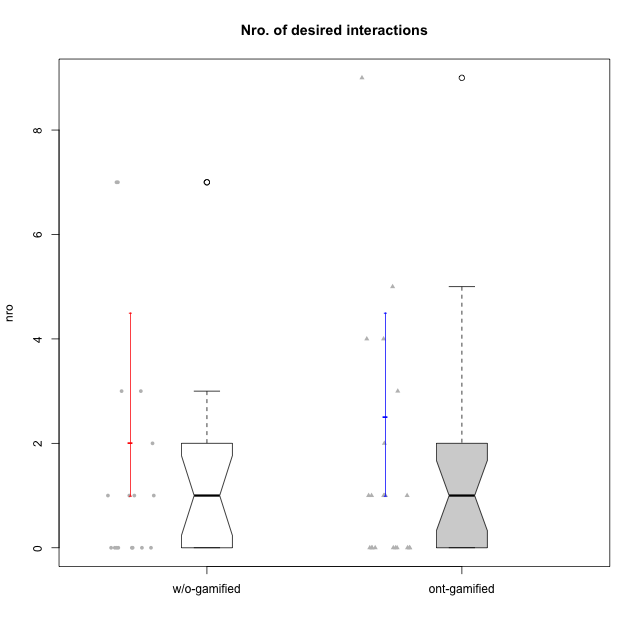 Nro. of desired interactions
nro
8
6
4
2
0
w/o-gamified
ont-gamified